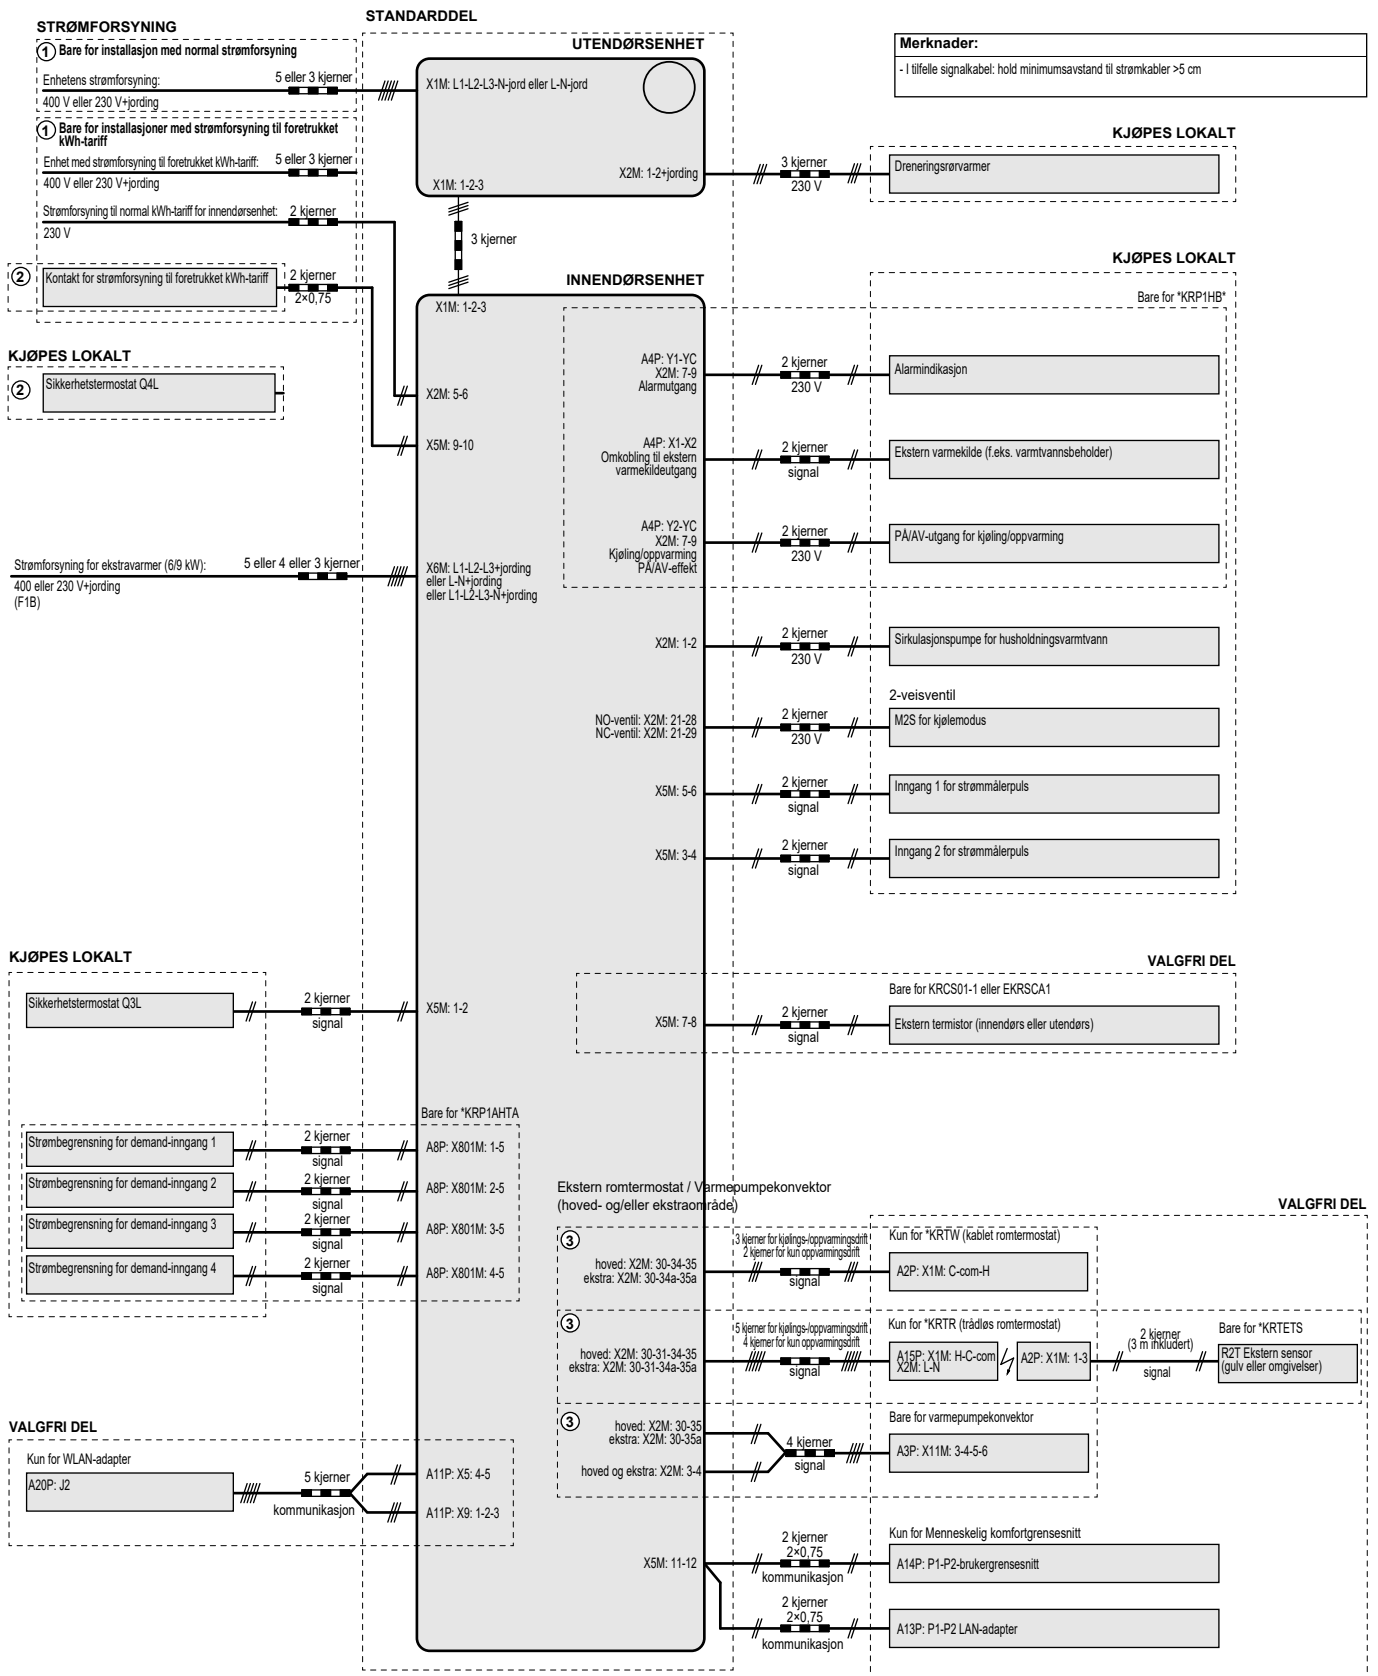 STRØMFORSYNING
① Bare for installasjon med normal strømforsyning
Enhetens strømforsyning:
5 eller 3 kjerner
400 V eller 230 V+jording
① Bare for installasjoner med strømforsyning til foretrukket
kWh-tariff
Enhet med strømforsyning til foretrukket kWh-tariff:
5 eller 3 kjerner
400 V eller 230 V+jording
Strømforsyning til normal kWh-tariff for innendørsenhet:
2 kjerner
230 V
②
Kontakt for strømforsyning til foretrukket kWh-tariff
2 kjerner
2×0,75
KJØPES LOKALT
②
Sikkerhetstermostat Q4L
Strømforsyning for ekstravarmer (6/9 kW):
5 eller 4 eller 3 kjerner
400 eller 230 V+jording
(F1B)
KJØPES LOKALT
Sikkerhetstermostat Q3L
2 kjerner
signal
Strømbegrensning for demand-inngang 1
2 kjerner
signal
Strømbegrensning for demand-inngang 2
2 kjerner
signal
Strømbegrensning for demand-inngang 3
2 kjerner
signal
Strømbegrensning for demand-inngang 4
2 kjerner
signal
VALGFRI DEL
Kun for WLAN-adapter
A20P: J2
5 kjerner
kommunikasjon
STANDARDDEL
UTENDØRSENHET
X1M: L1-L2-L3-N-jord eller L-N-jord
X2M: 1-2+jording
X1M: 1-2-3
3 kjerner
INNENDØRSENHET
X1M: 1-2-3
X2M: 5-6
X5M: 9-10
X6M: L1-L2-L3+jording
eller L-N+jording
eller L1-L2-L3-N+jording
X5M: 1-2
Bare for *KRP1AHTA
A8P: X801M: 1-5
A8P: X801M: 2-5
A8P: X801M: 3-5
A8P: X801M: 4-5
A11P: X5: 4-5
A11P: X9: 1-2-3
Merknader:
- I tilfelle signalkabel: hold minimumsavstand til strømkabler >5 cm
KJØPES LOKALT
3 kjerner
230 V
Dreneringsrørvarmer
KJØPES LOKALT
Bare for *KRP1HB*
A4P: Y1-YC
X2M: 7-9
Alarmutgang
2 kjerner
230 V
Alarmindikasjon
A4P: X1-X2
Omkobling til ekstern
varmekildeutgang
2 kjerner
signal
Ekstern varmekilde (f.eks. varmtvannsbeholder)
A4P: Y2-YC
X2M: 7-9
Kjøling/oppvarming
PÅ/AV-effekt
2 kjerner
230 V
PÅ/AV-utgang for kjøling/oppvarming
X2M: 1-2
2 kjerner
230 V
Sirkulasjonspumpe for husholdningsvarmtvann
2-veisventil
NO-ventil: X2M: 21-28
NC-ventil: X2M: 21-29
2 kjerner
230 V
M2S for kjølemodus
X5M: 5-6
2 kjerner
signal
Inngang 1 for strømmålerpuls
X5M: 3-4
2 kjerner
signal
Inngang 2 for strømmålerpuls
VALGFRI DEL
Bare for KRCS01-1 eller EKRSCA1
X5M: 7-8
2 kjerner
signal
Ekstern termistor (innendørs eller utendørs)
Ekstern romtermostat / Varmepumpekonvektor
(hoved- og/eller ekstraområde)
VALGFRI DEL
③
hoved: X2M: 30-34-35
ekstra: X2M: 30-34a-35a
3 kjerner for kjølings-/oppvarmingsdrift
2 kjerner for kun oppvarmingsdrift
signal
Kun for *KRTW (kablet romtermostat)
A2P: X1M: C-com-H
③
hoved: X2M: 30-31-34-35
ekstra: X2M: 30-31-34a-35a
5 kjerner for kjølings-/oppvarmingsdrift
4 kjerner for kun oppvarmingsdrift
signal
Kun for *KRTR (trådløs romtermostat)
A15P: X1M: H-C-com
X2M: L-N
A2P: X1M: 1-3
2 kjerner
(3 m inkludert)
signal
Bare for *KRTETS
R2T Ekstern sensor
(gulv eller omgivelser)
③
hoved: X2M: 30-35
ekstra: X2M: 30-35a
hoved og ekstra: X2M: 3-4
4 kjerner
signal
Bare for varmepumpekonvektor
A3P: X11M: 3-4-5-6
X5M: 11-12
2 kjerner
2×0,75
kommunikasjon
Kun for Menneskelig komfortgrensesnitt
A14P: P1-P2-brukergrensesnitt
2 kjerner
2×0,75
kommunikasjon
A13P: P1-P2 LAN-adapter